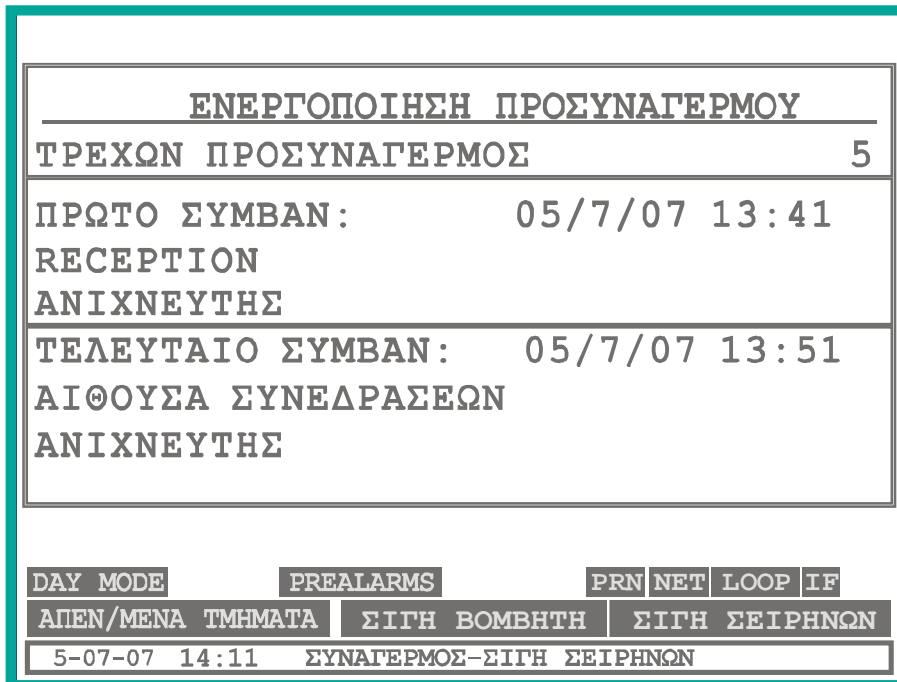 ΕΝΕΡΓΟΠΟΙΗΣΗ ΠΡΟΣΥΝΑΓΕΡΜΟΥ
ΤΡΕΧΩΝ ΠΡΟΣΥΝΑΓΕΡΜΟΣ 5
ΠΡΩΤΟ ΣΥΜΒΑΝ: 05/7/07 13:41
RECEPTION
ΑΝΙΧΝΕΥΤΗΣ
ΤΕΛΕΥΤΑΙΟ ΣΥΜΒΑΝ: 05/7/07 13:51
ΑΙΘΟΥΣΑ ΣΥΝΕΔΡΑΣΕΩΝ
ΑΝΙΧΝΕΥΤΗΣ
DAY MODE PREALARMS PRN NET LOOP IF
ΑΠΕΝ/ΜΕΝΑ ΤΜΗΜΑΤΑ ΣΙΓΗ ΒΟΜΒΗΤΗ ΣΙΓΗ ΣΕΙΡΗΝΩΝ
5-07-07 14:11 ΣΥΝΑΓΕΡΜΟΣ-ΣΙΓΗ ΣΕΙΡΗΝΩΝ